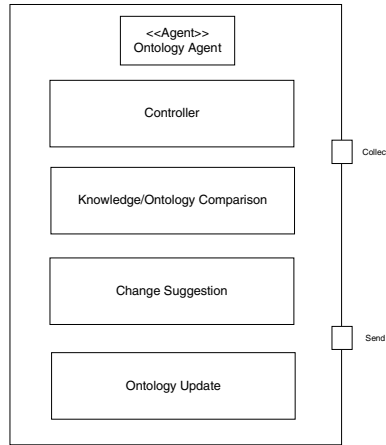 <<Agent>>
Ontology Agent
Controller
Collec
Knowledge/Ontology Comparison
Change Suggestion
Send
Ontology Update